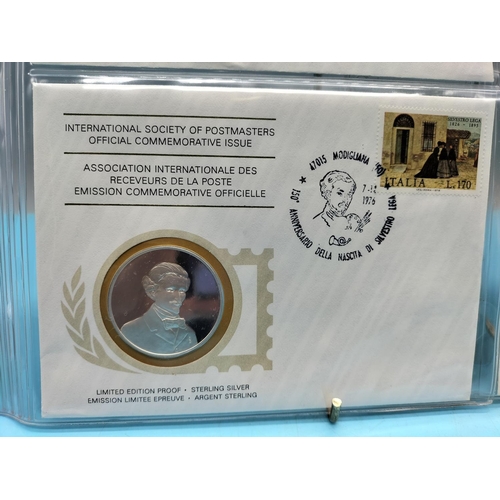 INTERNATIONAL SOCIETY OF POSTMASTERS
OFFICIAL COMMEMORATIVE ISSUE
ASSOCIATION INTERNATIONALE DES
RECEVEURS DE LA POSTE
EMISSION COMMEMORATIVE OFFICIELLE
SILVESTRO LEGA
1826 - 1895
ITALIA L. 170
47015 MODIGLIANA
1976
150° ANNIVERSARIO DELLA NASCITA DI SILVESTRO LEGA
LIMITED EDITION PROOF • STERLING SILVER
EMISSION LIMITEE EPREUVE • ARGENT STERLING